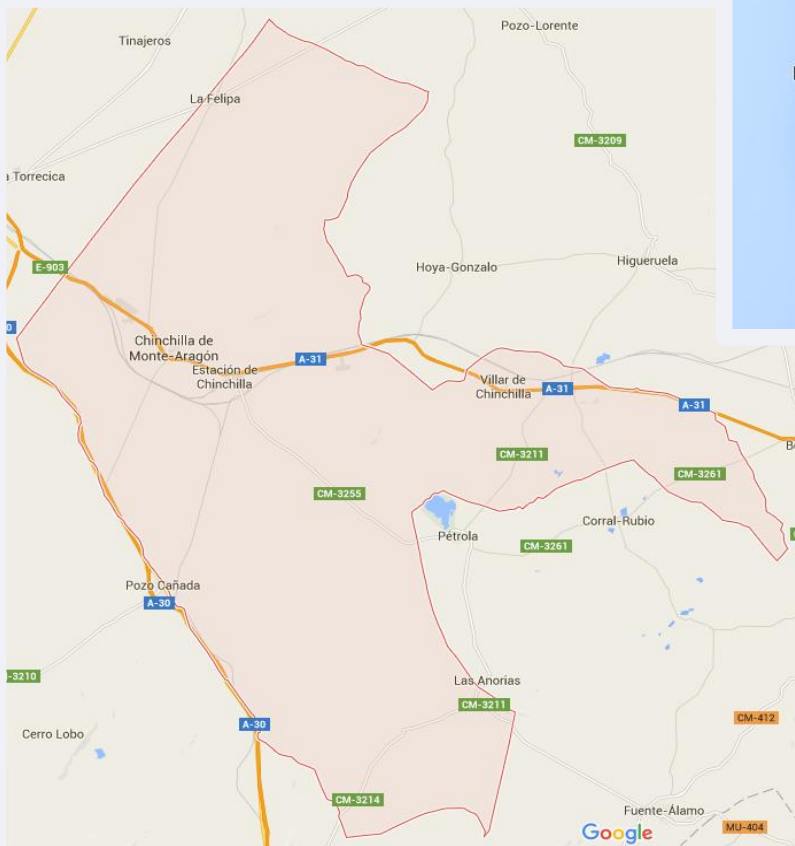 Pozo-Lorente
Tinajeros
La Felipa
CM-3209
Torrecica
Hoya-Gonzalo
Higueruela
E-903
Chinchilla de
Monte-Aragón
A-31
Estación de
Chinchilla
Villar de
Chinchilla
A-31
A-31
CM-3211
CM-3261
CM-3255
Corral-Rubio
Pétrola
CM-3261
Pozo Cañada
A-30
-3210
Las Anorias
CM-3211
CM-412
A-30
Cerro Lobo
CM-3214
Fuente-Álamo
Google
MU-404